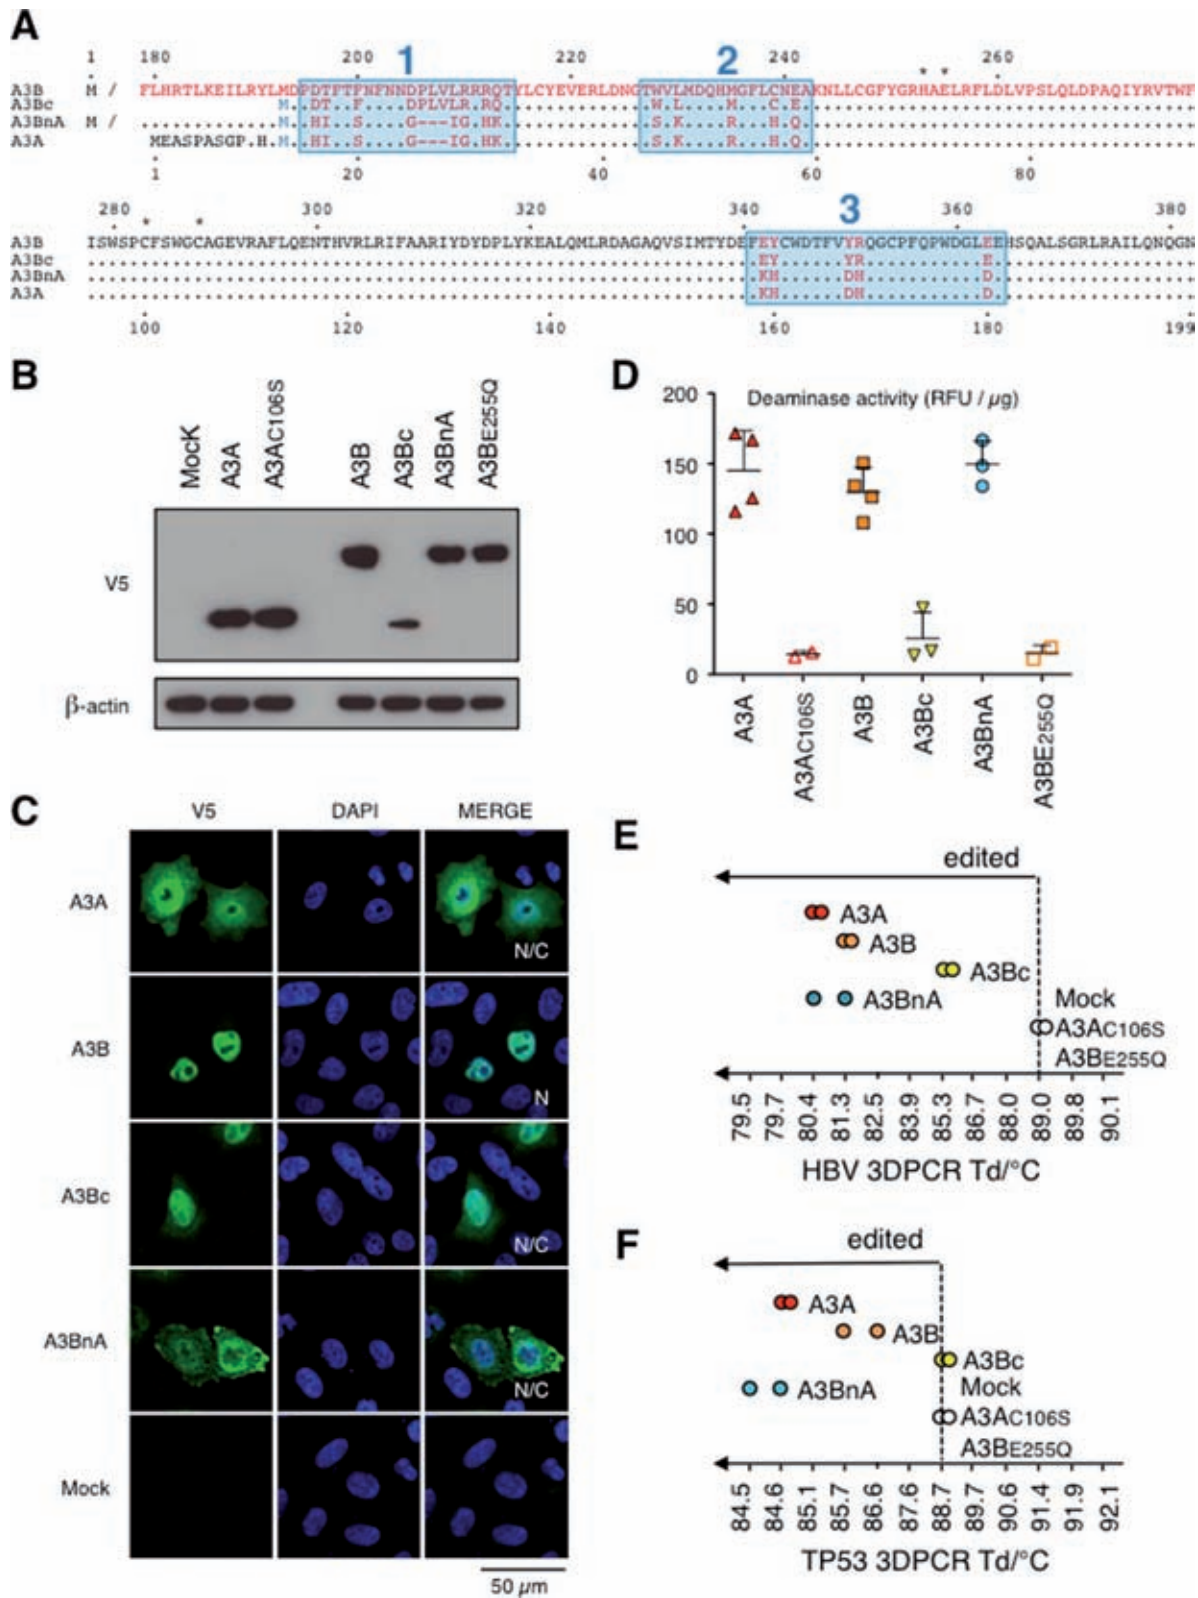 A
1 180 200 1 220 2 240 260
A3B M / FLHRTLKEILRYLMDPDTFTFNFNNDPLVLRRRQTYLCYEVERLDNGTWVLMDQHMGFLCNEAKNLLCGFYGRHAELRFLDLVPSLQLDPAQIYRVTWF
A3Bc M..DT..F....DPLVLR.RQ............................W.L....M...C.E.....................................
A3BnA M / .............M..HI..S....G---IG.HK............................S.K....R...H.Q.....................................
A3A MEASPASGP.H.M..HI..S....G---IG.HK............................S.K....R...H.Q.....................................
1 20 40 60 80
280 300 320 340 3 360 380
A3B ISWSPCFSWGCAGEVRAFLQENTHVRLRIFAARIYDYDPLYKEALQMLRDAGAQVSIMTYDEFEYCWDTFVYRQGCPFQPWDGLEEHSQALSGRLRAILQNQGN
A3Bc ...............................................................EY......YR...........E...................
A3BnA ...............................................................KH......DH...........D...................
A3A ...............................................................KH......DH...........D...................
100 120 140 160 180 199
B
MocK A3A A3AC106S A3B A3Bc A3BnA A3BE255Q
V5
β-actin
D
Deaminase activity (RFU / µg)
200
150
100
50
0
A3A A3AC106S A3B A3Bc A3BnA A3BE255Q
C
V5 DAPI MERGE
A3A N/C
A3B N
A3Bc N/C
A3BnA N/C
Mock
50 µm
E
edited
A3A
A3B
A3Bc
A3BnA Mock
A3AC106S
A3BE255Q
79.5 79.7 80.4 81.3 82.5 83.9 85.3 86.7 88.0 89.0 89.8 90.1
HBV 3DPCR Td/°C
F
edited
A3A
A3B
A3Bc
A3BnA Mock
A3AC106S
A3BE255Q
84.5 84.6 85.1 85.7 86.6 87.6 88.7 89.7 90.6 91.4 91.9 92.1
TP53 3DPCR Td/°C